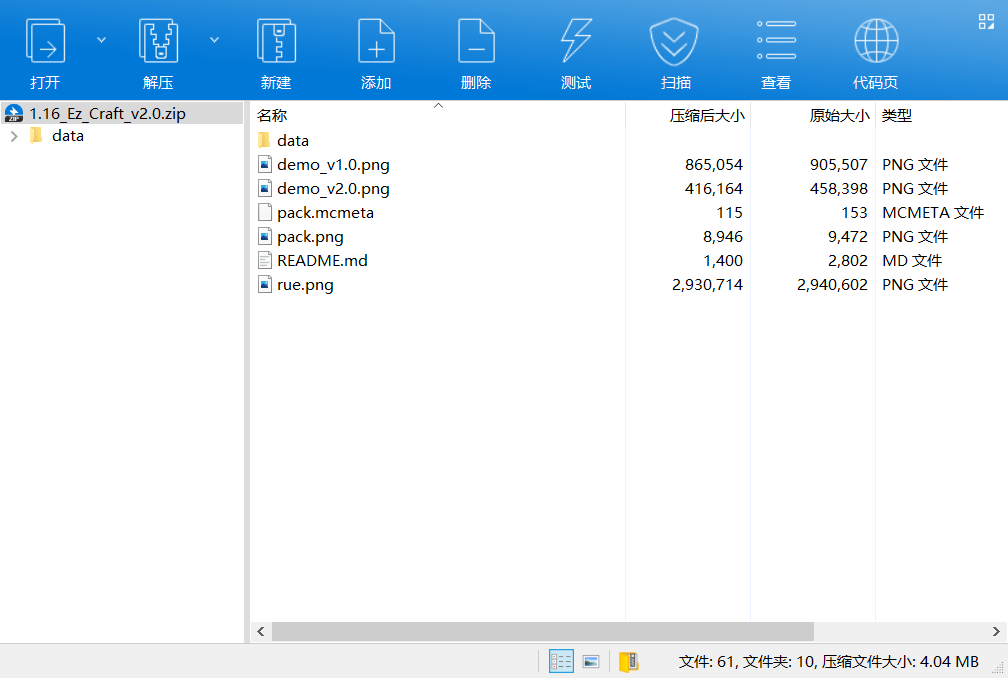 打开 解压 新建 添加 删除 测试 扫描 查看 代码页
1.16_Ez_Craft_v2.0.zip
data
名称 压缩后大小 原始大小 类型
data
demo_v1.0.png 865,054 905,507 PNG 文件
demo_v2.0.png 416,164 458,398 PNG 文件
pack.mcmeta 115 153 MCMETA 文件
pack.png 8,946 9,472 PNG 文件
README.md 1,400 2,802 MD 文件
rue.png 2,930,714 2,940,602 PNG 文件
文件: 61, 文件夹: 10, 压缩文件大小: 4.04 MB